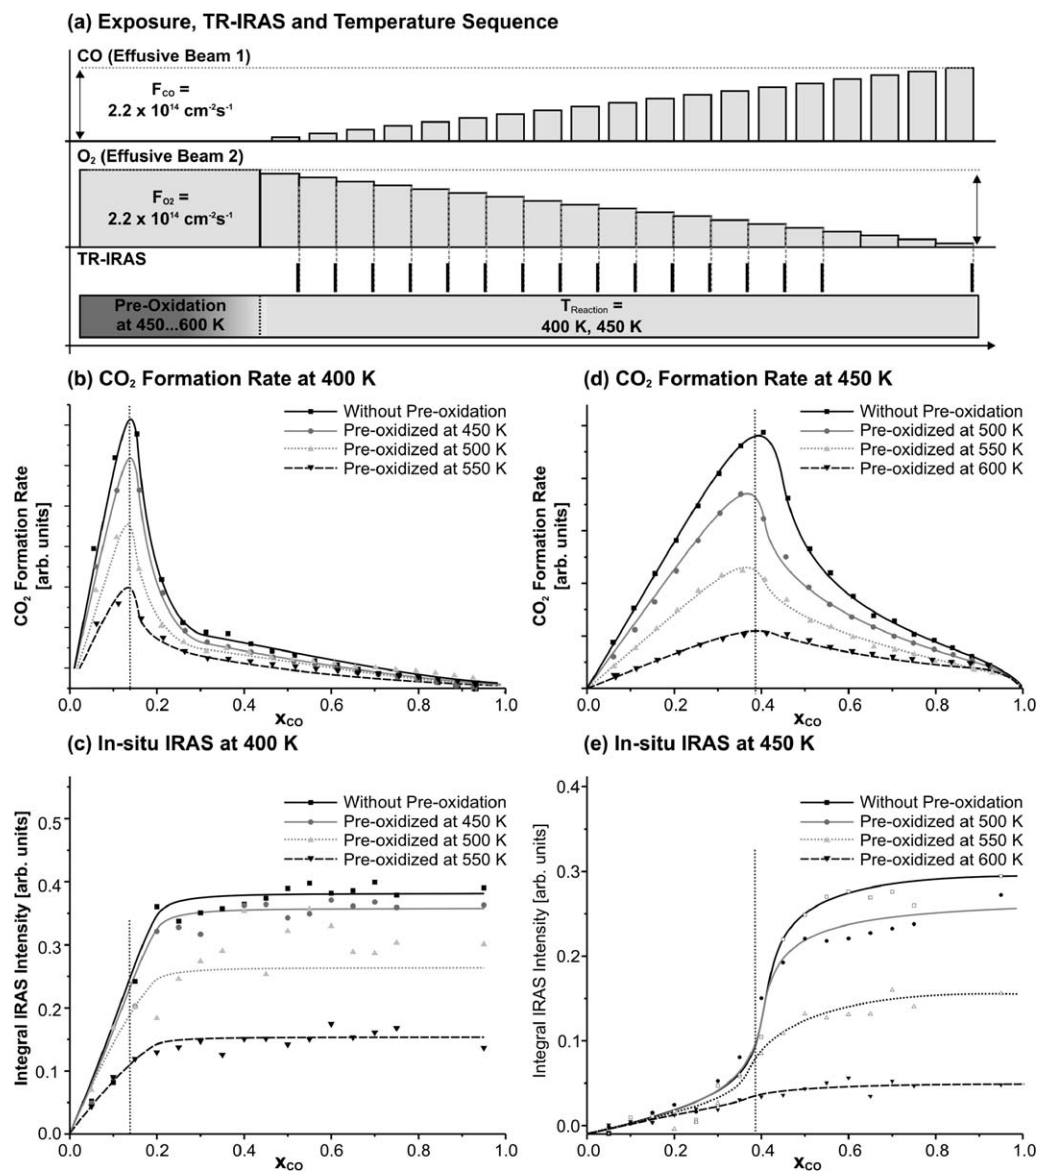 (a) Exposure, TR-IRAS and Temperature Sequence
CO (Effusive Beam 1)
F_CO =
2.2 x 10¹⁴ cm⁻²s⁻¹
O₂ (Effusive Beam 2)
F_O2 =
2.2 x 10¹⁴ cm⁻²s⁻¹
TR-IRAS
Pre-Oxidation
at 450...600 K
T_Reaction =
400 K, 450 K
(b) CO₂ Formation Rate at 400 K
Without Pre-oxidation
Pre-oxidized at 450 K
Pre-oxidized at 500 K
Pre-oxidized at 550 K
CO₂ Formation Rate
[arb. units]
0.0 0.2 0.4 0.6 0.8 1.0
x_CO
(d) CO₂ Formation Rate at 450 K
Without Pre-oxidation
Pre-oxidized at 500 K
Pre-oxidized at 550 K
Pre-oxidized at 600 K
CO₂ Formation Rate
[arb. units]
0.0 0.2 0.4 0.6 0.8 1.0
x_CO
(c) In-situ IRAS at 400 K
Without Pre-oxidation
Pre-oxidized at 450 K
Pre-oxidized at 500 K
Pre-oxidized at 550 K
Integral IRAS Intensity [arb. units]
0.5
0.4
0.3
0.2
0.1
0.0
0.0 0.2 0.4 0.6 0.8 1.0
x_CO
(e) In-situ IRAS at 450 K
Without Pre-oxidation
Pre-oxidized at 500 K
Pre-oxidized at 550 K
Pre-oxidized at 600 K
Integral IRAS Intensity [arb. units]
0.4
0.3
0.2
0.1
0.0
0.0 0.2 0.4 0.6 0.8 1.0
x_CO